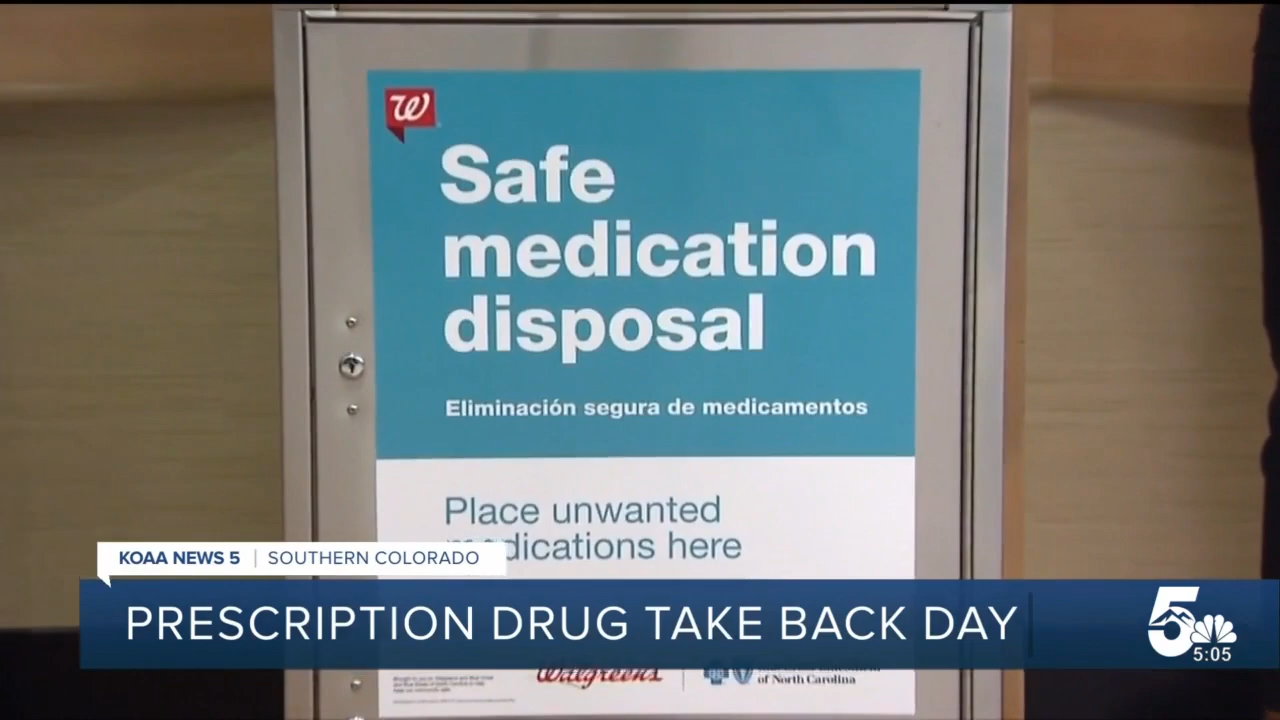 W
Safe
medication
disposal
Eliminación segura de medicamentos
Place unwanted
dications here
KOAA NEWS 5 | SOUTHERN COLORADO
PRESCRIPTION DRUG TAKE BACK DAY
5
5:05
Walgreens
of North Carolina